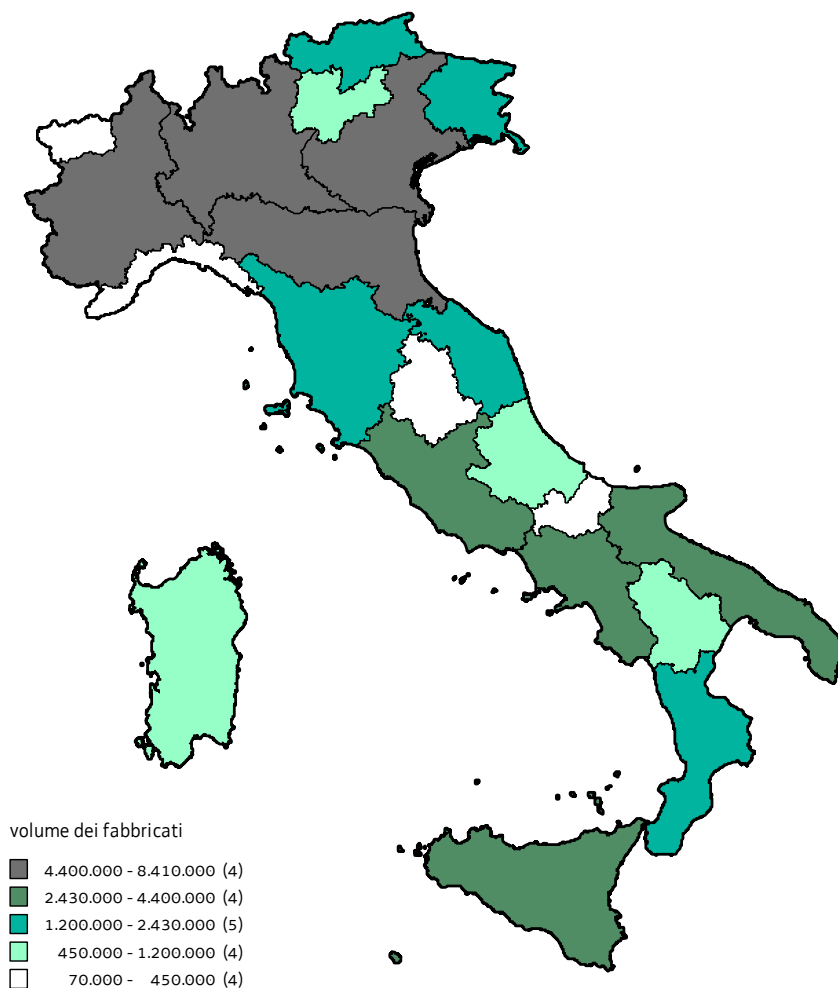 volume dei fabbricati
4.400.000 - 8.410.000 (4)
2.430.000 - 4.400.000 (4)
1.200.000 - 2.430.000 (5)
450.000 - 1.200.000 (4)
70.000 - 450.000 (4)